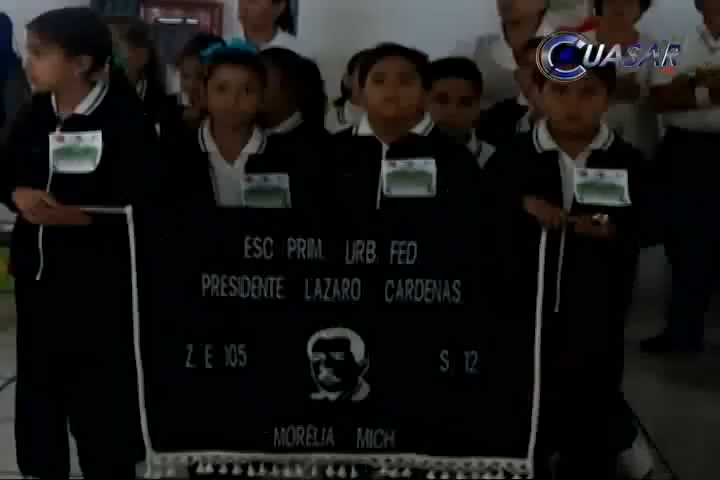 CUASAR
ESC PRIM. URB. FED.
PRESIDENTE LAZARO CARDENAS
Z. E 105 S. 12
MORELIA MICH